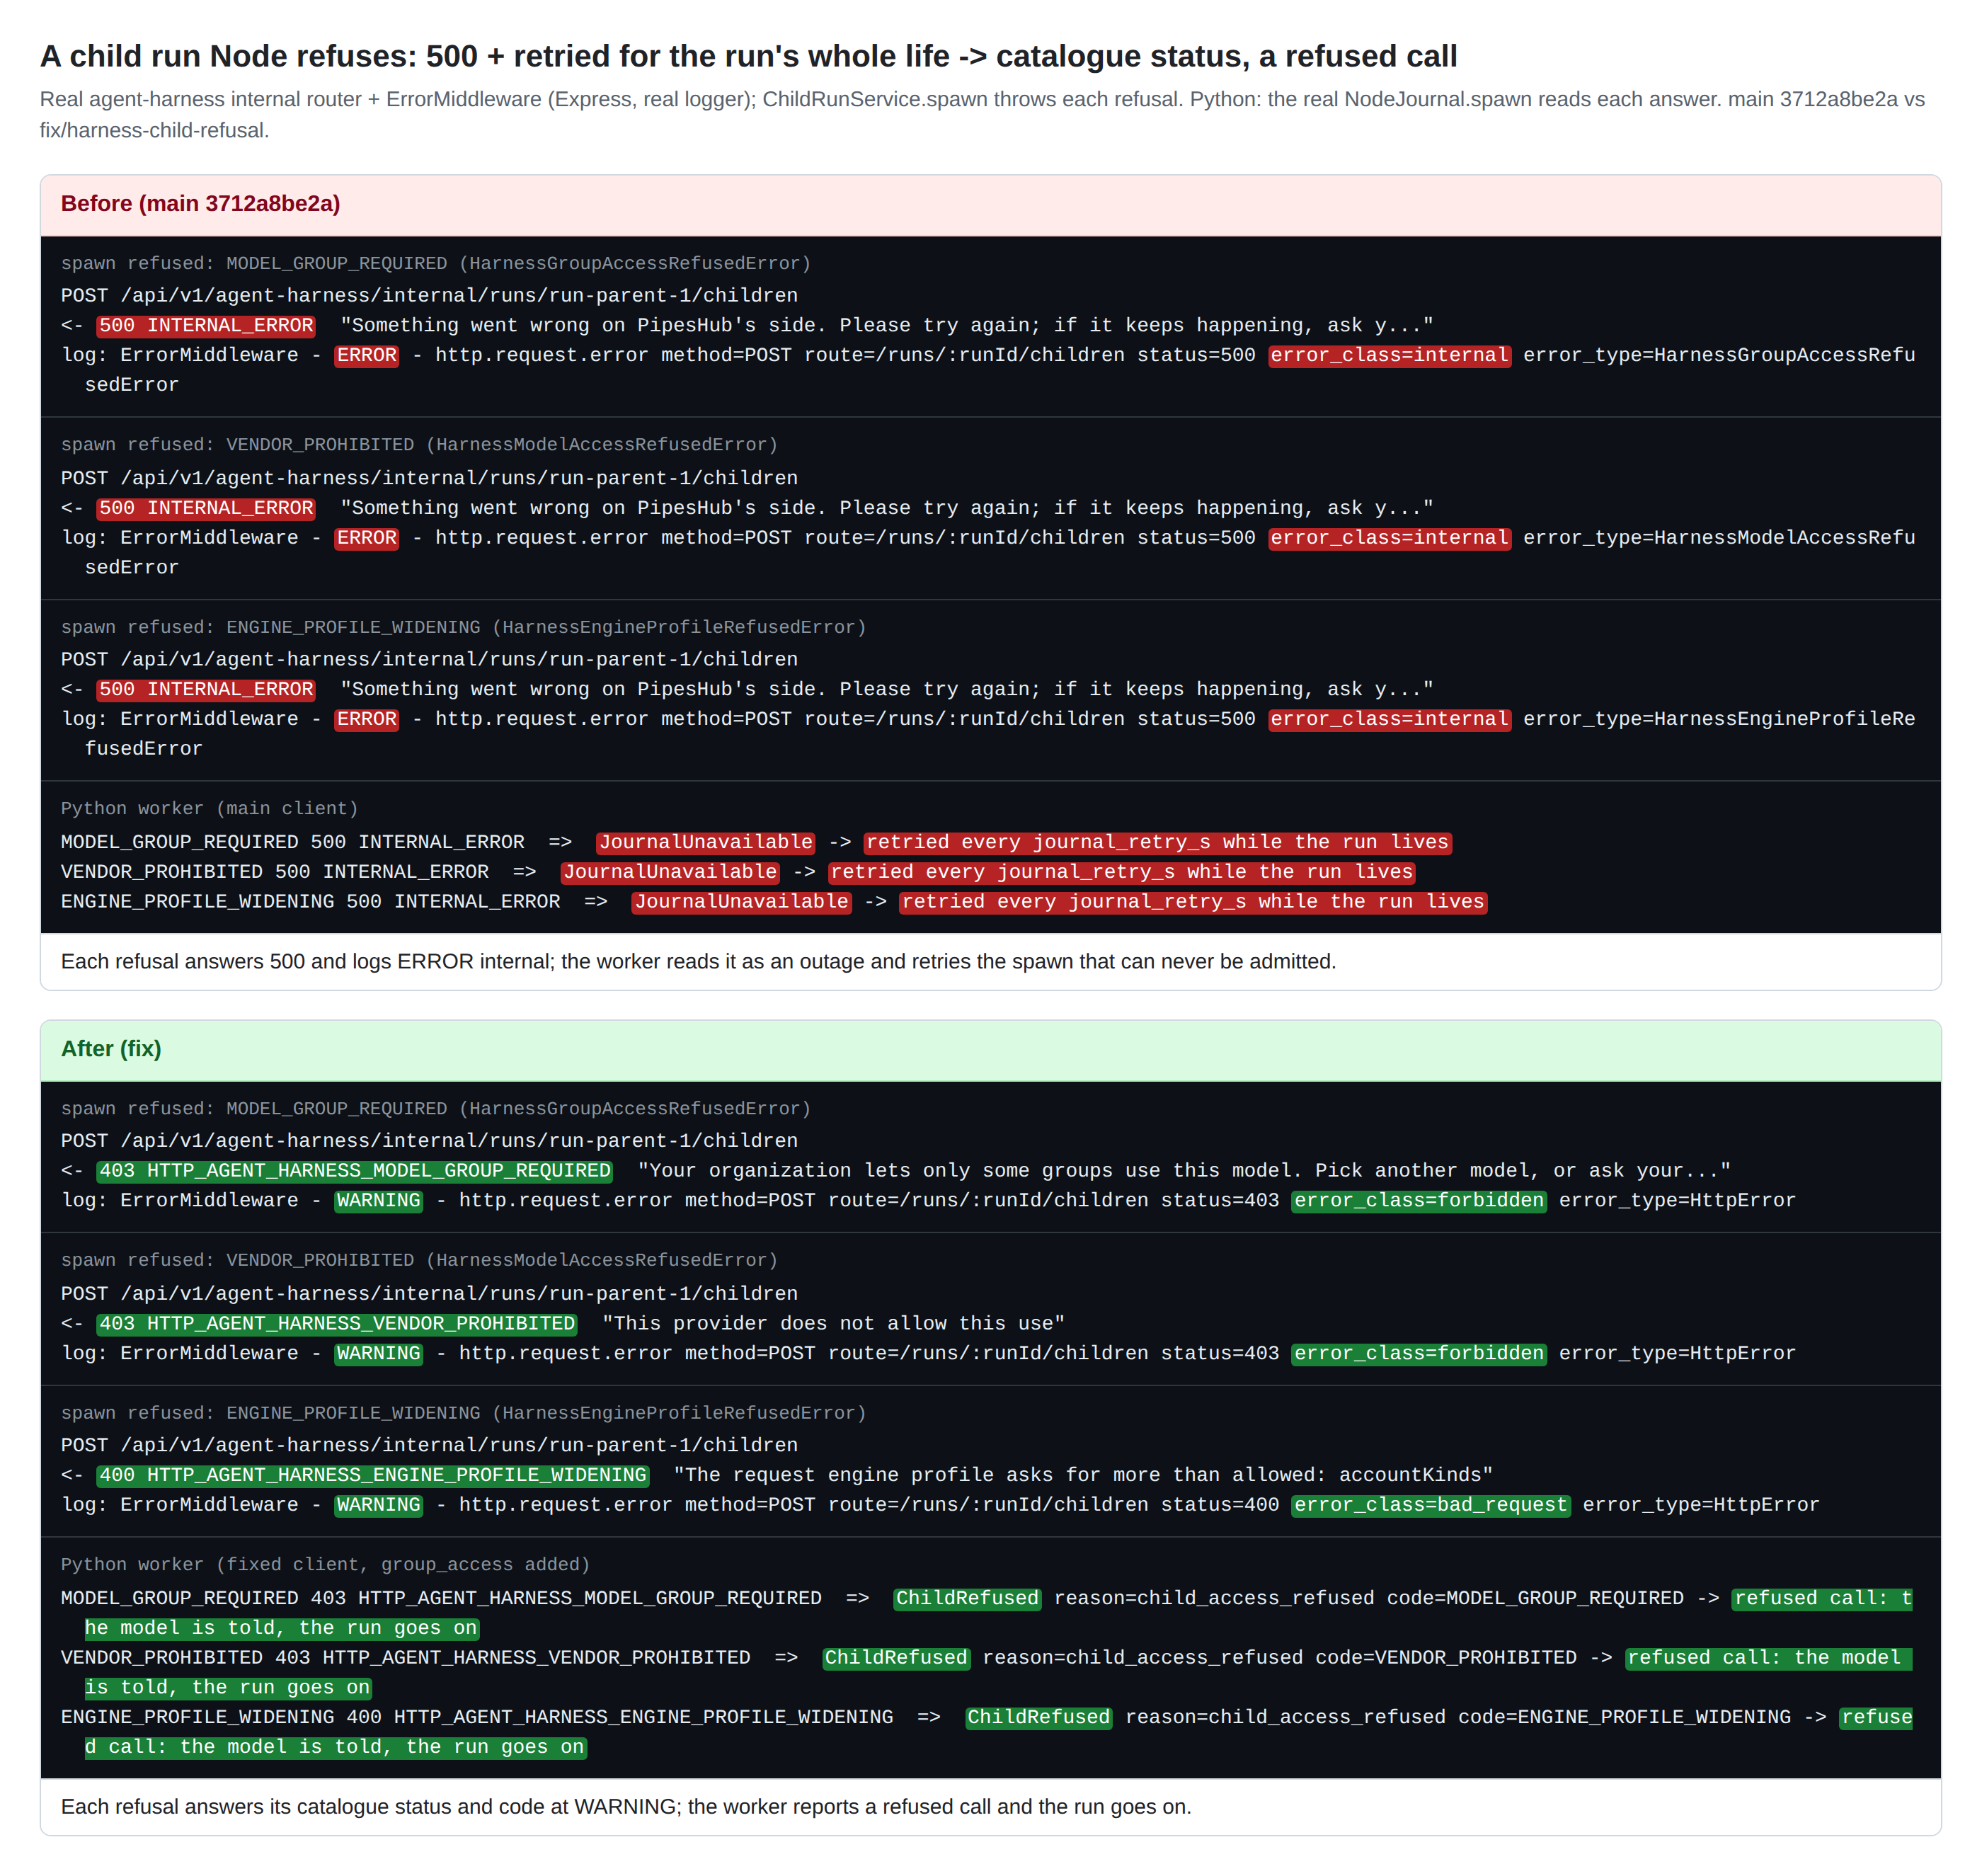 A child run Node refuses: 500 + retried for the run's whole life -> catalogue status, a refused call
Real agent-harness internal router + ErrorMiddleware (Express, real logger); ChildRunService.spawn throws each refusal. Python: the real NodeJournal.spawn reads each answer. main 3712a8be2a vs
fix/harness-child-refusal.
Before (main 3712a8be2a)
spawn refused: MODEL_GROUP_REQUIRED (HarnessGroupAccessRefusedError)
POST /api/v1/agent-harness/internal/runs/run-parent-1/children
<- 500 INTERNAL_ERROR  "Something went wrong on PipesHub's side. Please try again; if it keeps happening, ask y..."
log: ErrorMiddleware - ERROR - http.request.error method=POST route=/runs/:runId/children status=500 error_class=internal error_type=HarnessGroupAccessRefu
sedError
spawn refused: VENDOR_PROHIBITED (HarnessModelAccessRefusedError)
POST /api/v1/agent-harness/internal/runs/run-parent-1/children
<- 500 INTERNAL_ERROR  "Something went wrong on PipesHub's side. Please try again; if it keeps happening, ask y..."
log: ErrorMiddleware - ERROR - http.request.error method=POST route=/runs/:runId/children status=500 error_class=internal error_type=HarnessModelAccessRefu
sedError
spawn refused: ENGINE_PROFILE_WIDENING (HarnessEngineProfileRefusedError)
POST /api/v1/agent-harness/internal/runs/run-parent-1/children
<- 500 INTERNAL_ERROR  "Something went wrong on PipesHub's side. Please try again; if it keeps happening, ask y..."
log: ErrorMiddleware - ERROR - http.request.error method=POST route=/runs/:runId/children status=500 error_class=internal error_type=HarnessEngineProfileRe
fusedError
Python worker (main client)
MODEL_GROUP_REQUIRED 500 INTERNAL_ERROR  =>  JournalUnavailable -> retried every journal_retry_s while the run lives
VENDOR_PROHIBITED 500 INTERNAL_ERROR  =>  JournalUnavailable -> retried every journal_retry_s while the run lives
ENGINE_PROFILE_WIDENING 500 INTERNAL_ERROR  =>  JournalUnavailable -> retried every journal_retry_s while the run lives
Each refusal answers 500 and logs ERROR internal; the worker reads it as an outage and retries the spawn that can never be admitted.
After (fix)
spawn refused: MODEL_GROUP_REQUIRED (HarnessGroupAccessRefusedError)
POST /api/v1/agent-harness/internal/runs/run-parent-1/children
<- 403 HTTP_AGENT_HARNESS_MODEL_GROUP_REQUIRED  "Your organization lets only some groups use this model. Pick another model, or ask your..."
log: ErrorMiddleware - WARNING - http.request.error method=POST route=/runs/:runId/children status=403 error_class=forbidden error_type=HttpError
spawn refused: VENDOR_PROHIBITED (HarnessModelAccessRefusedError)
POST /api/v1/agent-harness/internal/runs/run-parent-1/children
<- 403 HTTP_AGENT_HARNESS_VENDOR_PROHIBITED  "This provider does not allow this use"
log: ErrorMiddleware - WARNING - http.request.error method=POST route=/runs/:runId/children status=403 error_class=forbidden error_type=HttpError
spawn refused: ENGINE_PROFILE_WIDENING (HarnessEngineProfileRefusedError)
POST /api/v1/agent-harness/internal/runs/run-parent-1/children
<- 400 HTTP_AGENT_HARNESS_ENGINE_PROFILE_WIDENING  "The request engine profile asks for more than allowed: accountKinds"
log: ErrorMiddleware - WARNING - http.request.error method=POST route=/runs/:runId/children status=400 error_class=bad_request error_type=HttpError
Python worker (fixed client, group_access added)
MODEL_GROUP_REQUIRED 403 HTTP_AGENT_HARNESS_MODEL_GROUP_REQUIRED  =>  ChildRefused reason=child_access_refused code=MODEL_GROUP_REQUIRED -> refused call: t
he model is told, the run goes on
VENDOR_PROHIBITED 403 HTTP_AGENT_HARNESS_VENDOR_PROHIBITED  =>  ChildRefused reason=child_access_refused code=VENDOR_PROHIBITED -> refused call: the model
is told, the run goes on
ENGINE_PROFILE_WIDENING 400 HTTP_AGENT_HARNESS_ENGINE_PROFILE_WIDENING  =>  ChildRefused reason=child_access_refused code=ENGINE_PROFILE_WIDENING -> refuse
d call: the model is told, the run goes on
Each refusal answers its catalogue status and code at WARNING; the worker reports a refused call and the run goes on.